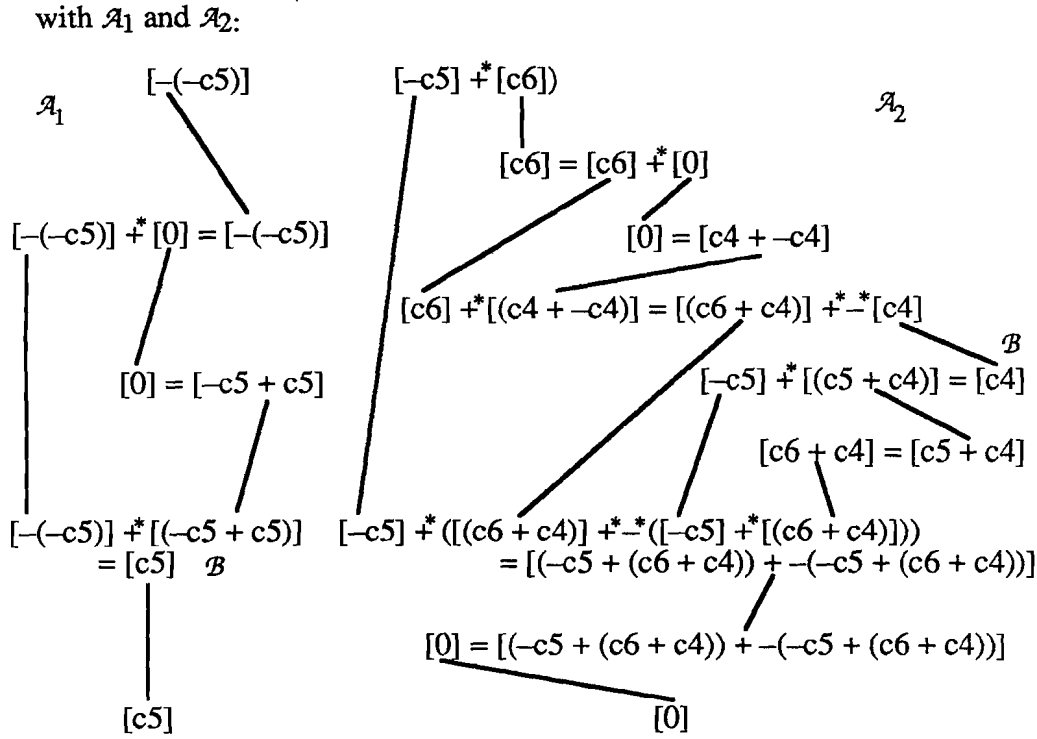 with 𝒜1 and 𝒜2:
[–(–c5)]
[–c5] +* [c6])
𝒜1
𝒜2
[c6] = [c6] +* [0]
[–(–c5)] +* [0] = [–(–c5)]
[0] = [c4 + –c4]
[c6] +* [(c4 + –c4)] = [(c6 + c4)] +* –* [c4]
ℬ
[0] = [–c5 + c5]
[–c5] +* [(c5 + c4)] = [c4]
[c6 + c4] = [c5 + c4]
[–(–c5)] +* [(–c5 + c5)]
= [c5] ℬ
[–c5] +* ([(c6 + c4)] +* –* ([–c5] +* [(c6 + c4)]))
= [(–c5 + (c6 + c4)) + –(–c5 + (c6 + c4))]
[0] = [(–c5 + (c6 + c4)) + –(–c5 + (c6 + c4))]
[c5]
[0]